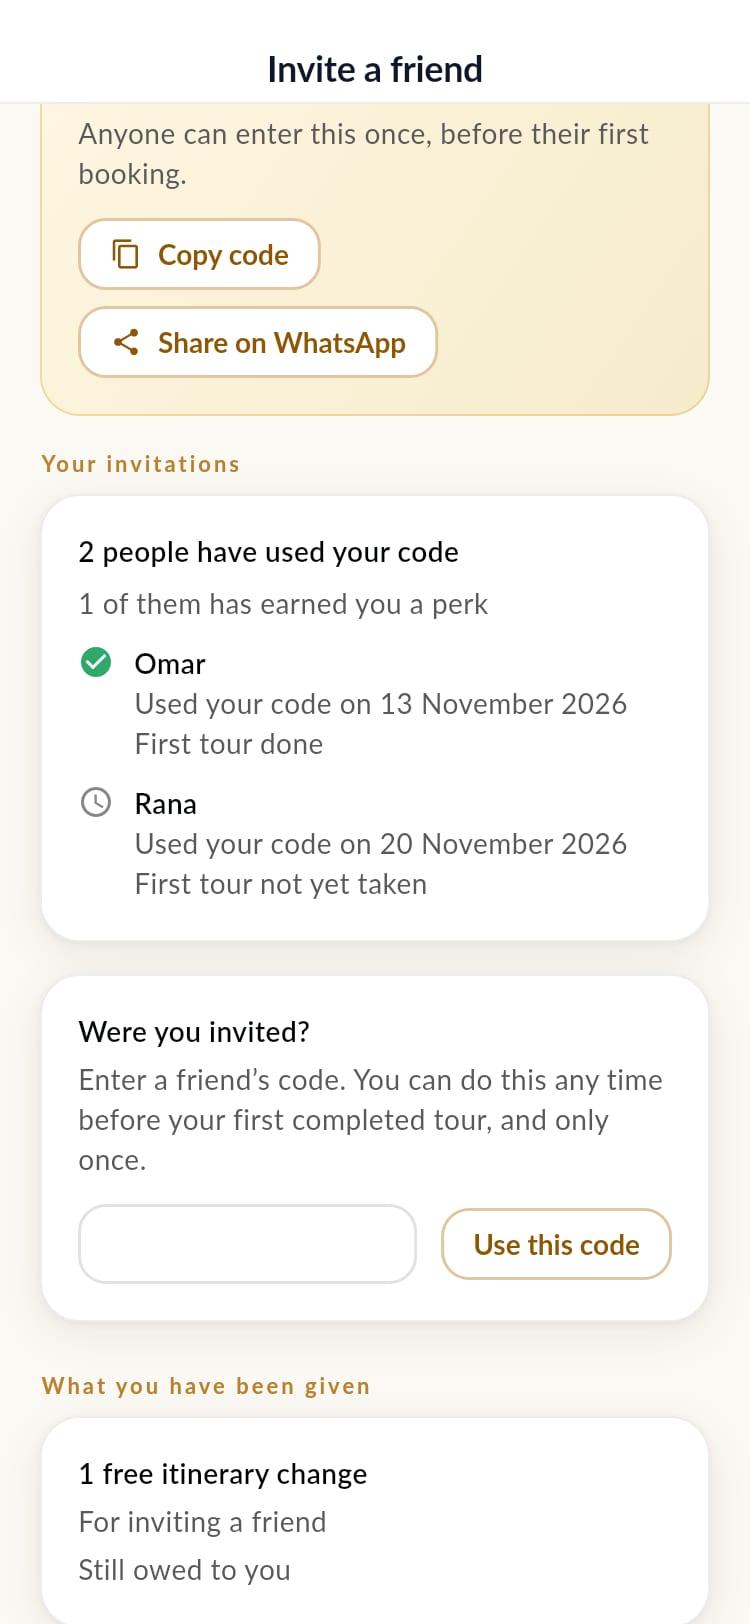 Invite a friend
Anyone can enter this once, before their first
booking.
Copy code
Share on WhatsApp
Your invitations
2 people have used your code
1 of them has earned you a perk
Omar
Used your code on 13 November 2026
First tour done
Rana
Used your code on 20 November 2026
First tour not yet taken
Were you invited?
Enter a friend’s code. You can do this any time
before your first completed tour, and only
once.
Use this code
What you have been given
1 free itinerary change
For inviting a friend
Still owed to you